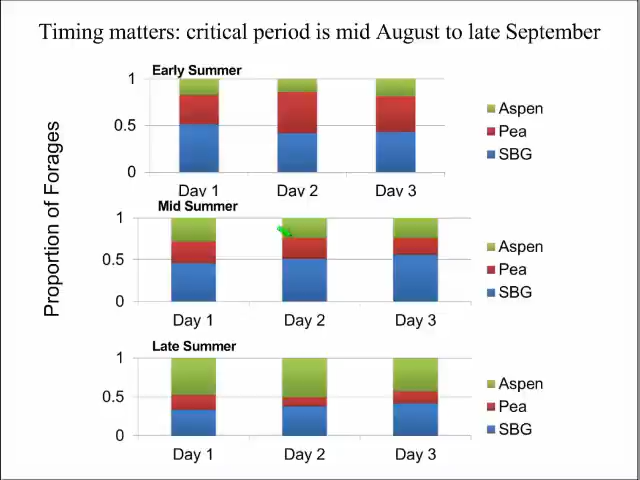 Timing matters: critical period is mid August to late September
Proportion of Forages
Early Summer
1
0.5
0
Day 1 Day 2 Day 3
Aspen
Pea
SBG
Mid Summer
1
0.5
0
Day 1 Day 2 Day 3
Aspen
Pea
SBG
Late Summer
1
0.5
0
Day 1 Day 2 Day 3
Aspen
Pea
SBG